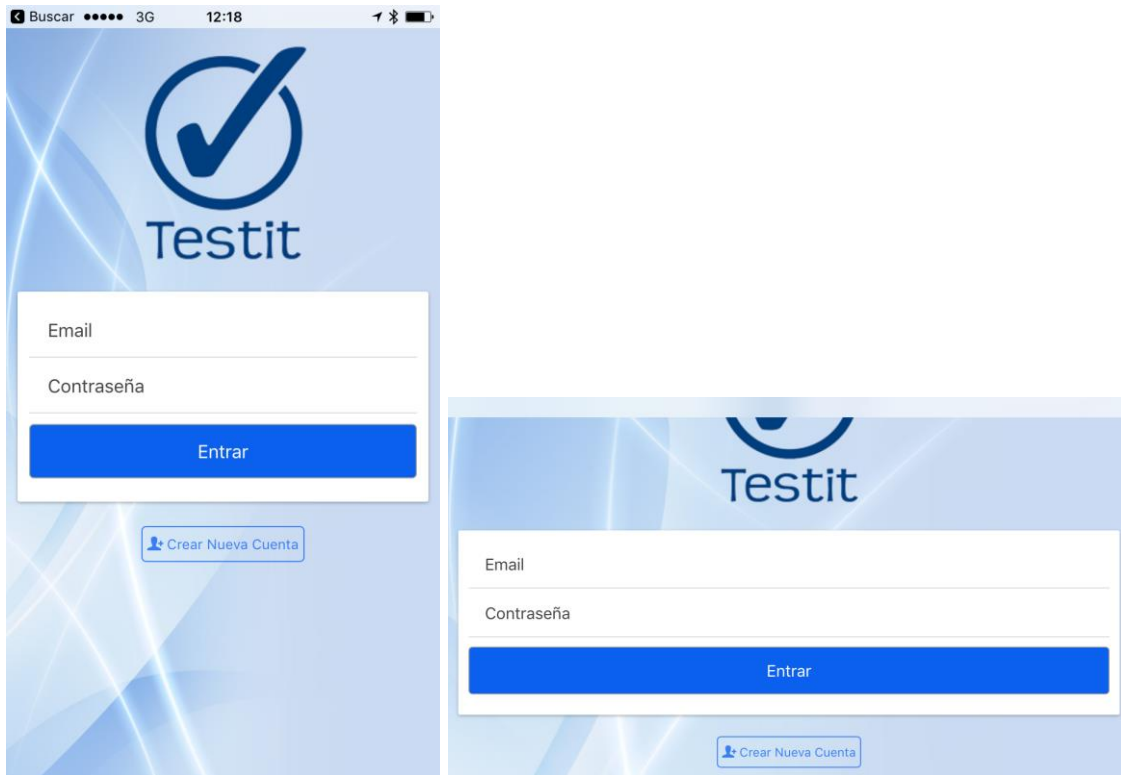 Buscar 3G 12:18
Testit
Email
Contraseña
Entrar
Crear Nueva Cuenta
Testit
Email
Contraseña
Entrar
Crear Nueva Cuenta